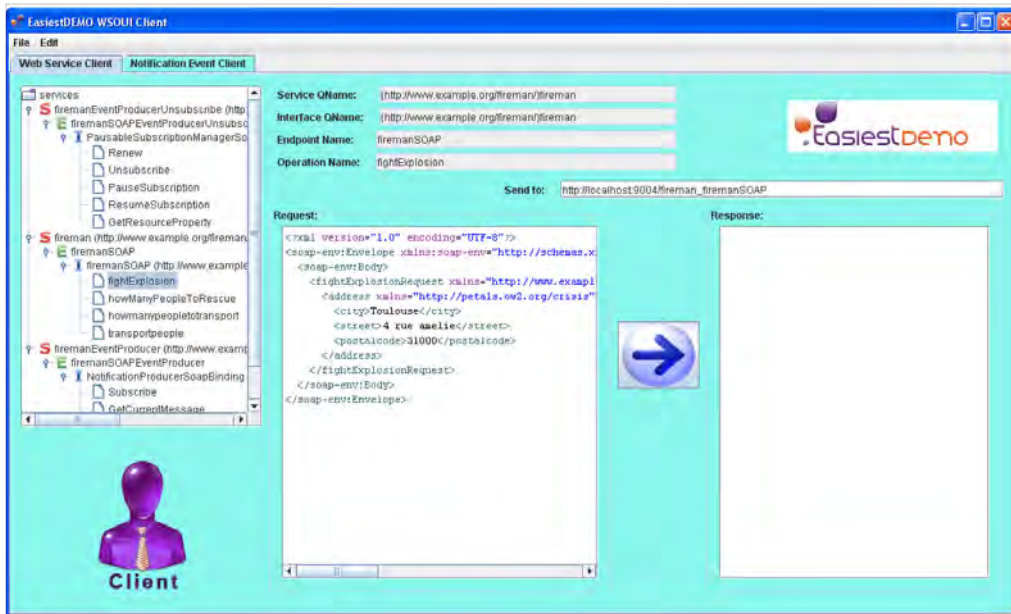 EasiestDEMO WSOUI Client
File Edit
Web Service Client Notification Event Client
services
S firemanEventProducerUnsubscribe (http
E firemanSOAPEventProducerUnsubsc
I PausableSubscriptionManagerSo
Renew
Unsubscribe
PauseSubscription
ResumeSubscription
GetResourceProperty
S fireman (http://www.example.org/fireman
E firemanSOAP
I firemanSOAP (http://www.example
fightExplosion
howManyPeopleToRescue
howmanypeopletotransport
transportpeople
S firemanEventProducer (http://www.examp
E firemanSOAPEventProducer
I NotificationProducerSoapBinding
Subscribe
GetCurrentMessage
Client
Service QName: {http://www.example.org/fireman/}fireman
Interface QName: {http://www.example.org/fireman/}fireman
Endpoint Name: firemanSOAP
Operation Name: fightExplosion
EasiestDemo
Send to: http://localhost:9004/fireman_firemanSOAP
Request:
<?xml version="1.0" encoding="UTF-8"?>
<soap-env:Envelope xmlns:soap-env="http://schemas.x
<soap-env:Body>
<fightExplosionRequest xmlns="http://www.exampl
<address xmlns="http://petals.ow2.org/crisis"
<city>Toulouse</city>
<street>4 rue amelie</street>
<postalcode>31000</postalcode>
</address>
</fightExplosionRequest>
</soap-env:Body>
</soap-env:Envelope>
Response: